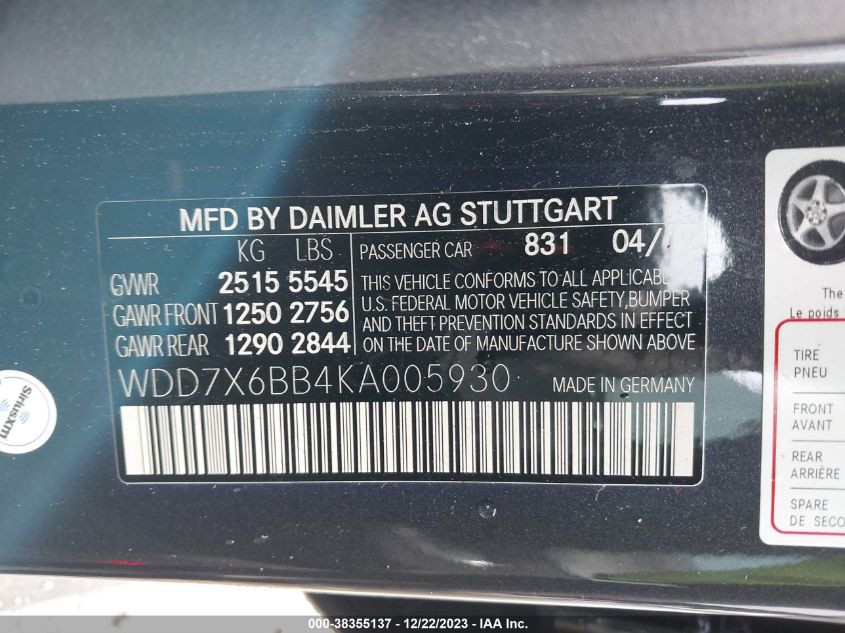 MFD BY DAIMLER AG STUTTGART
KG LBS
GVWR 2515 5545
GAWR FRONT 1250 2756
GAWR REAR 1290 2844
PASSENGER CAR 831 04/
THIS VEHICLE CONFORMS TO ALL APPLICABLE
U.S. FEDERAL MOTOR VEHICLE SAFETY,BUMPER
AND THEFT PREVENTION STANDARDS IN EFFECT
ON THE DATE OF MANUFACTURE SHOWN ABOVE
WDD7X6BB4KA005930 MADE IN GERMANY
SiriusXM
The
Le poids
TIRE
PNEU
FRONT
AVANT
REAR
ARRIÈRE
SPARE
DE SECO
000-38355137 - 12/22/2023 - IAA Inc.